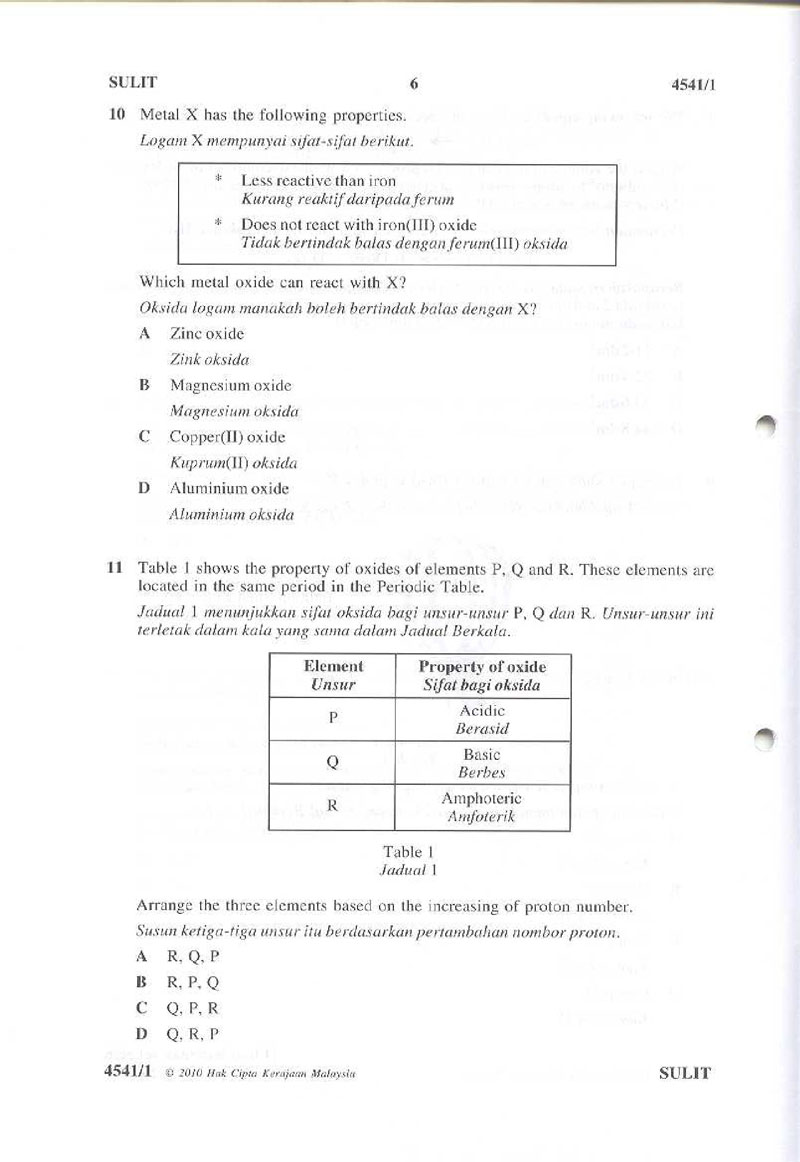 SULIT 6 4541/1
10 Metal X has the following properties.
Logam X mempunyai sifat-sifat berikut.
* Less reactive than iron
Kurang reaktif daripada ferum
* Does not react with iron(III) oxide
Tidak bertindak balas dengan ferum(III) oksida
Which metal oxide can react with X?
Oksida logam manakah boleh bertindak balas dengan X?
A Zinc oxide
Zink oksida
B Magnesium oxide
Magnesium oksida
C Copper(II) oxide
Kuprum(II) oksida
D Aluminium oxide
Aluminium oksida
11 Table 1 shows the property of oxides of elements P, Q and R. These elements are
located in the same period in the Periodic Table.
Jadual 1 menunjukkan sifat oksida bagi unsur-unsur P, Q dan R. Unsur-unsur ini
terletak dalam kala yang sama dalam Jadual Berkala.
Element Property of oxide
Unsur Sifat bagi oksida
P Acidic
Berasid
Q Basic
Berbes
R Amphoteric
Amfoterik
Table 1
Jadual 1
Arrange the three elements based on the increasing of proton number.
Susun ketiga-tiga unsur itu berdasarkan pertambahan nombor proton.
A R, Q, P
B R, P, Q
C Q, P, R
D Q, R, P
4541/1 © 2010 Hak Cipta Kerajaan Malaysia SULIT